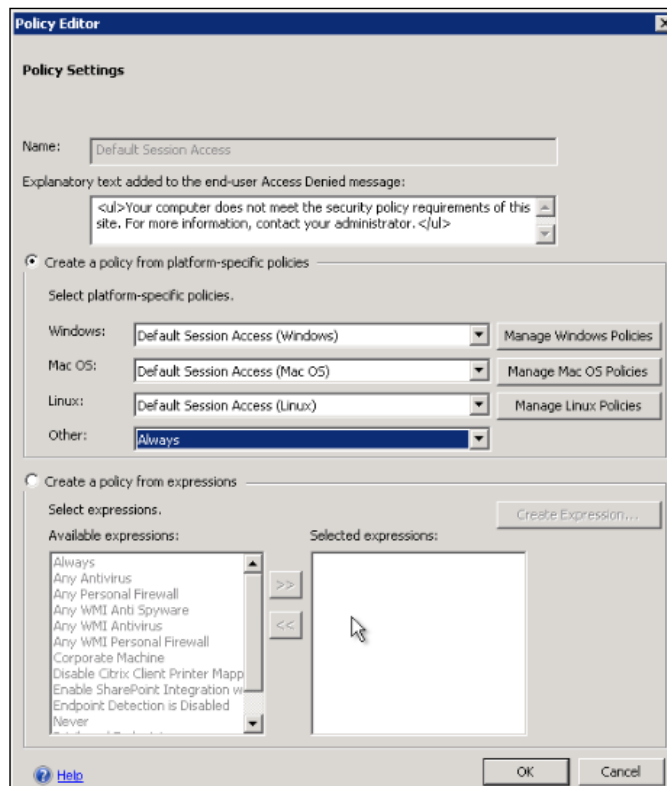 Policy Editor
Policy Settings
Name: Default Session Access
Explanatory text added to the end-user Access Denied message:
<ul>Your computer does not meet the security policy requirements of this
site. For more information, contact your administrator.</ul>
Create a policy from platform-specific policies
Select platform-specific policies.
Windows: Default Session Access (Windows) Manage Windows Policies
Mac OS: Default Session Access (Mac OS) Manage Mac OS Policies
Linux: Default Session Access (Linux) Manage Linux Policies
Other: Always
Create a policy from expressions
Select expressions. Create Expression...
Available expressions: Selected expressions:
Always
Any Antivirus
Any Personal Firewall
Any WMI Anti Spyware
>>
Any WMI Antivirus
Any WMI Personal Firewall
<<
Corporate Machine
Disable Citrix Client Printer Mapp
Enable SharePoint Integration w
Endpoint Detection is Disabled
Never
Help OK Cancel